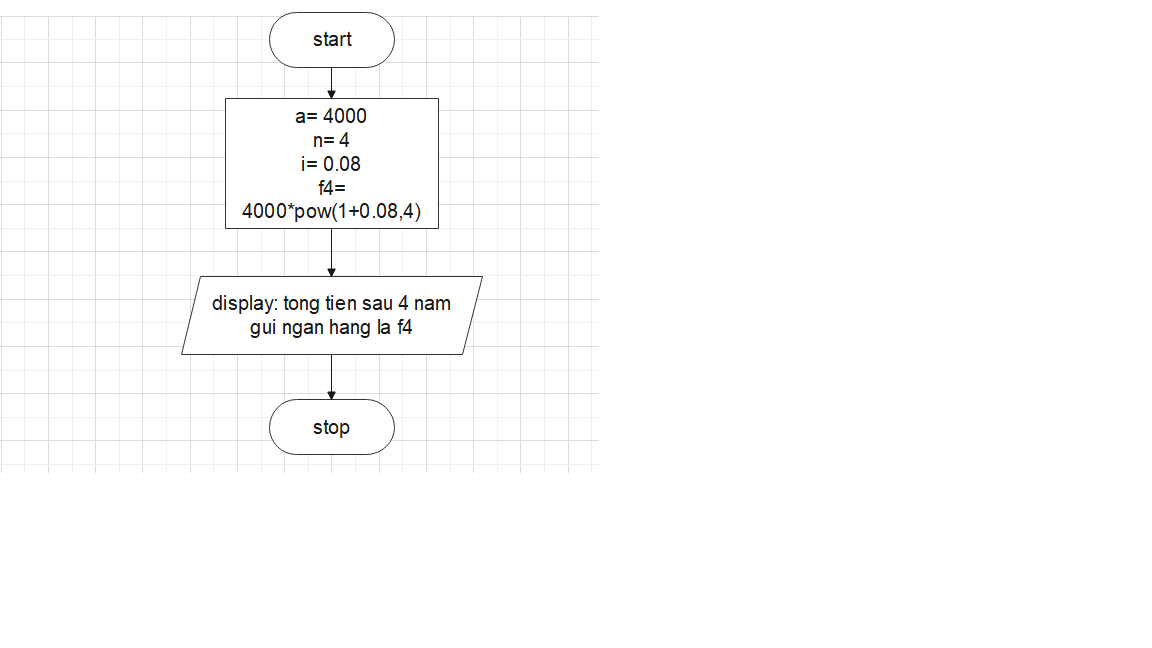 start
a= 4000
n= 4
i= 0.08
f4=
4000*pow(1+0.08,4)
display: tong tien sau 4 nam
gui ngan hang la f4
stop